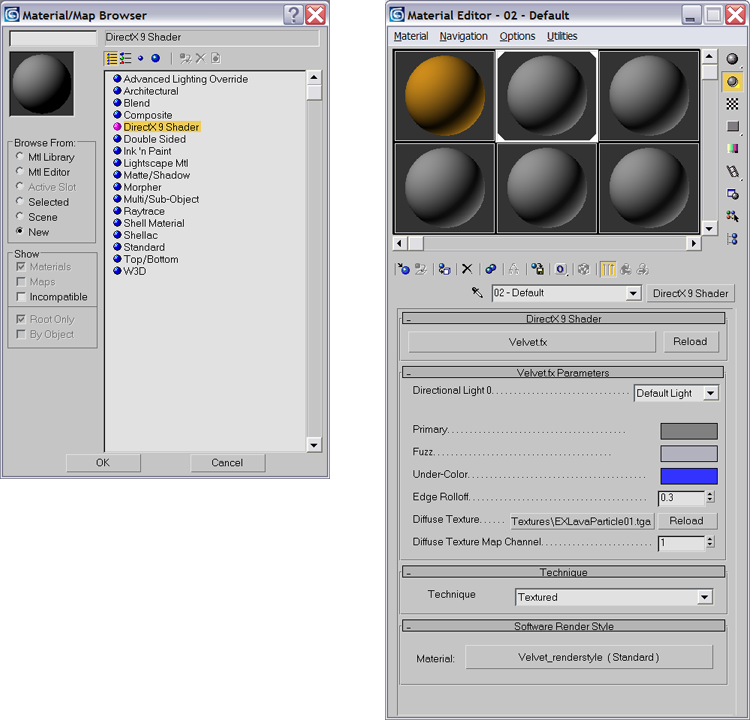 Material/Map Browser
DirectX 9 Shader
Browse From:
Mtl Library
Mtl Editor
Active Slot
Selected
Scene
New
Show
Materials
Maps
Incompatible
Root Only
By Object
Advanced Lighting Override
Architectural
Blend
Composite
DirectX 9 Shader
Double Sided
Ink 'n Paint
Lightscape Mtl
Matte/Shadow
Morpher
Multi/Sub-Object
Raytrace
Shell Material
Shellac
Standard
Top/Bottom
W3D
OK Cancel
Material Editor - 02 - Default
Material Navigation Options Utilities
02 - Default DirectX 9 Shader
DirectX 9 Shader
Velvet.fx Reload
Velvet.fx Parameters
Directional Light 0. . . . . . . . . . . . . . . . . . . . . . . . . . . . . Default Light
Primary. . . . . . . . . . . . . . . . . . . . . . . . . . . . . . . . . . . . . .
Fuzz. . . . . . . . . . . . . . . . . . . . . . . . . . . . . . . . . . . . . .
Under-Color. . . . . . . . . . . . . . . . . . . . . . . . . . . . . . . . . . . . . .
Edge Rolloff. . . . . . . . . . . . . . . . . . . . . . . . . . . . . . . . . . . . . . 0.3
Diffuse Texture. . . . . . Textures\EXLavaParticle01.tga Reload
Diffuse Texture Map Channel. . . . . . . . . . . . . . . . . . . . . . . 1
Technique
Technique Textured
Software Render Style
Material: Velvet_renderstyle ( Standard )